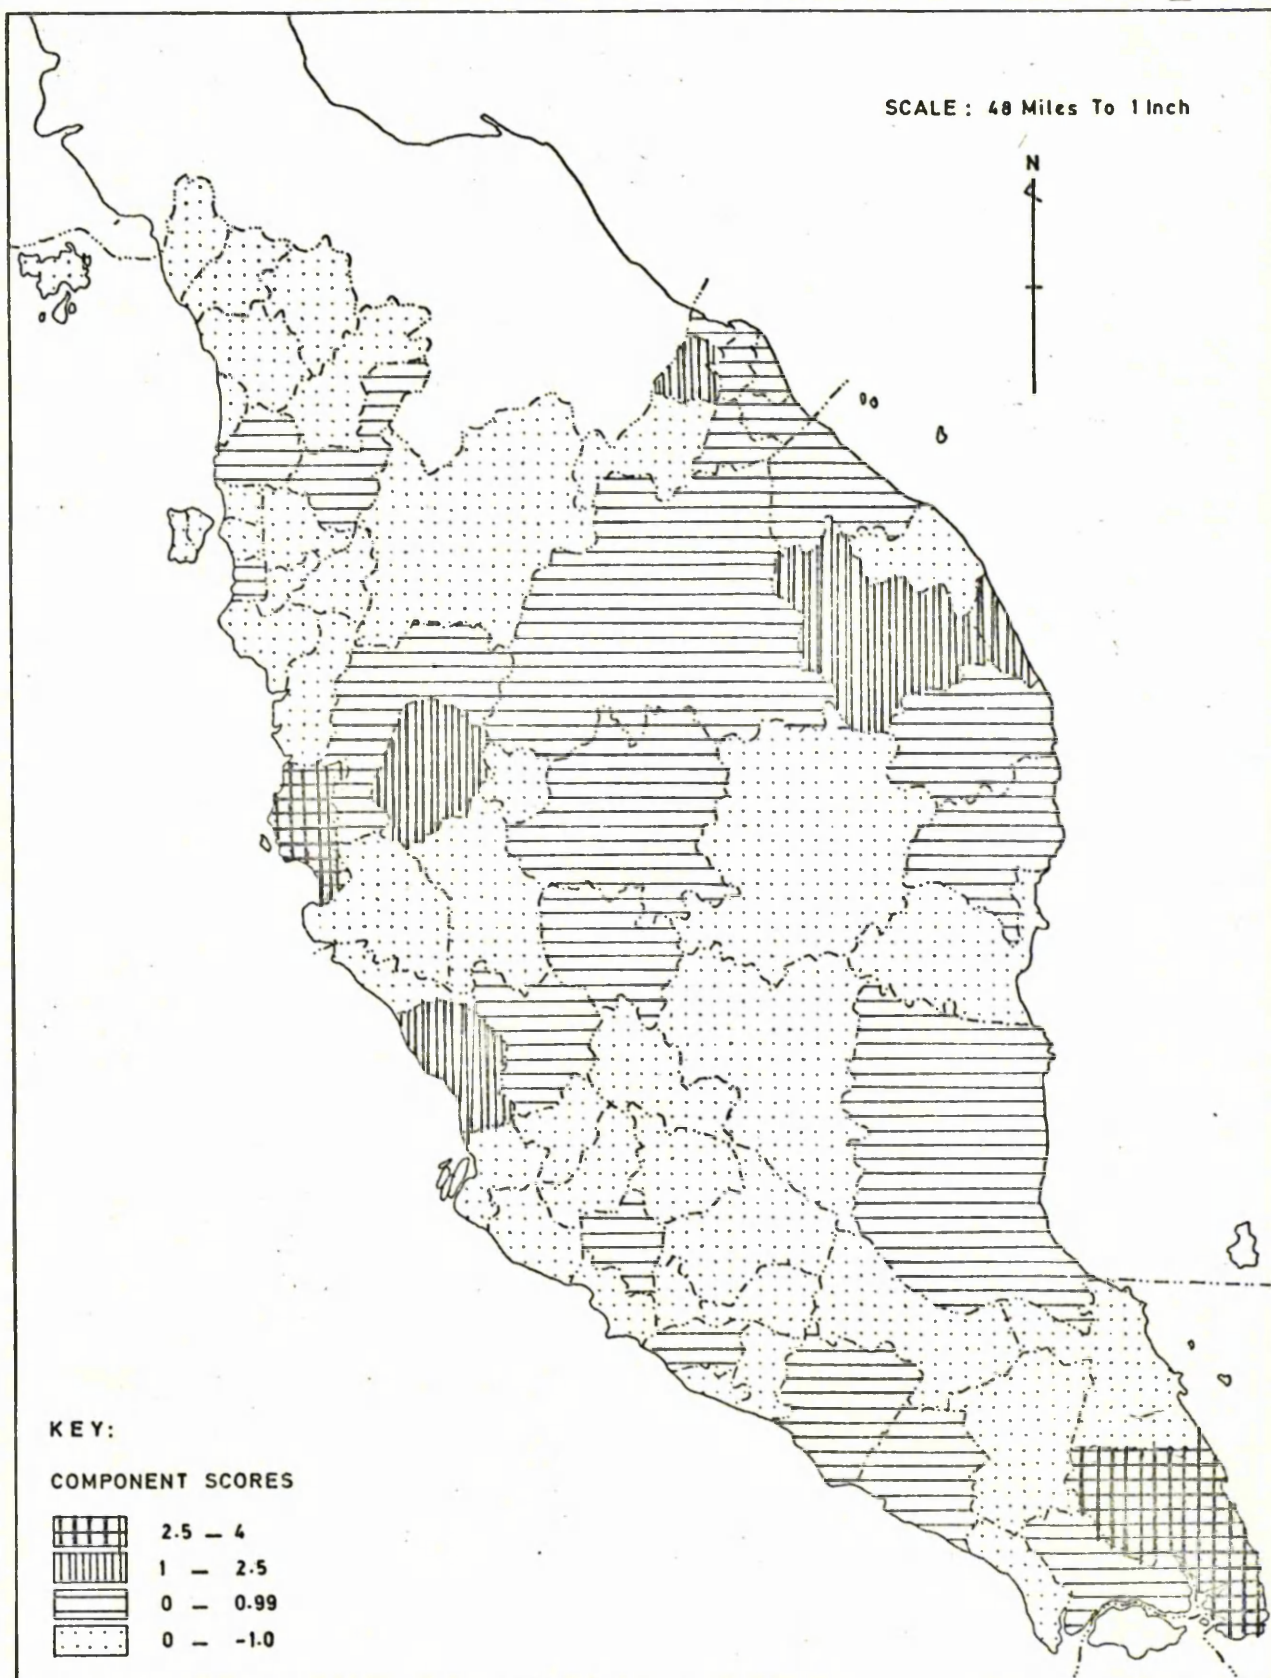 SCALE : 48 Miles To 1 Inch
N
KEY:
COMPONENT SCORES
2.5 — 4
1 — 2.5
0 — 0.99
0 — -1.0